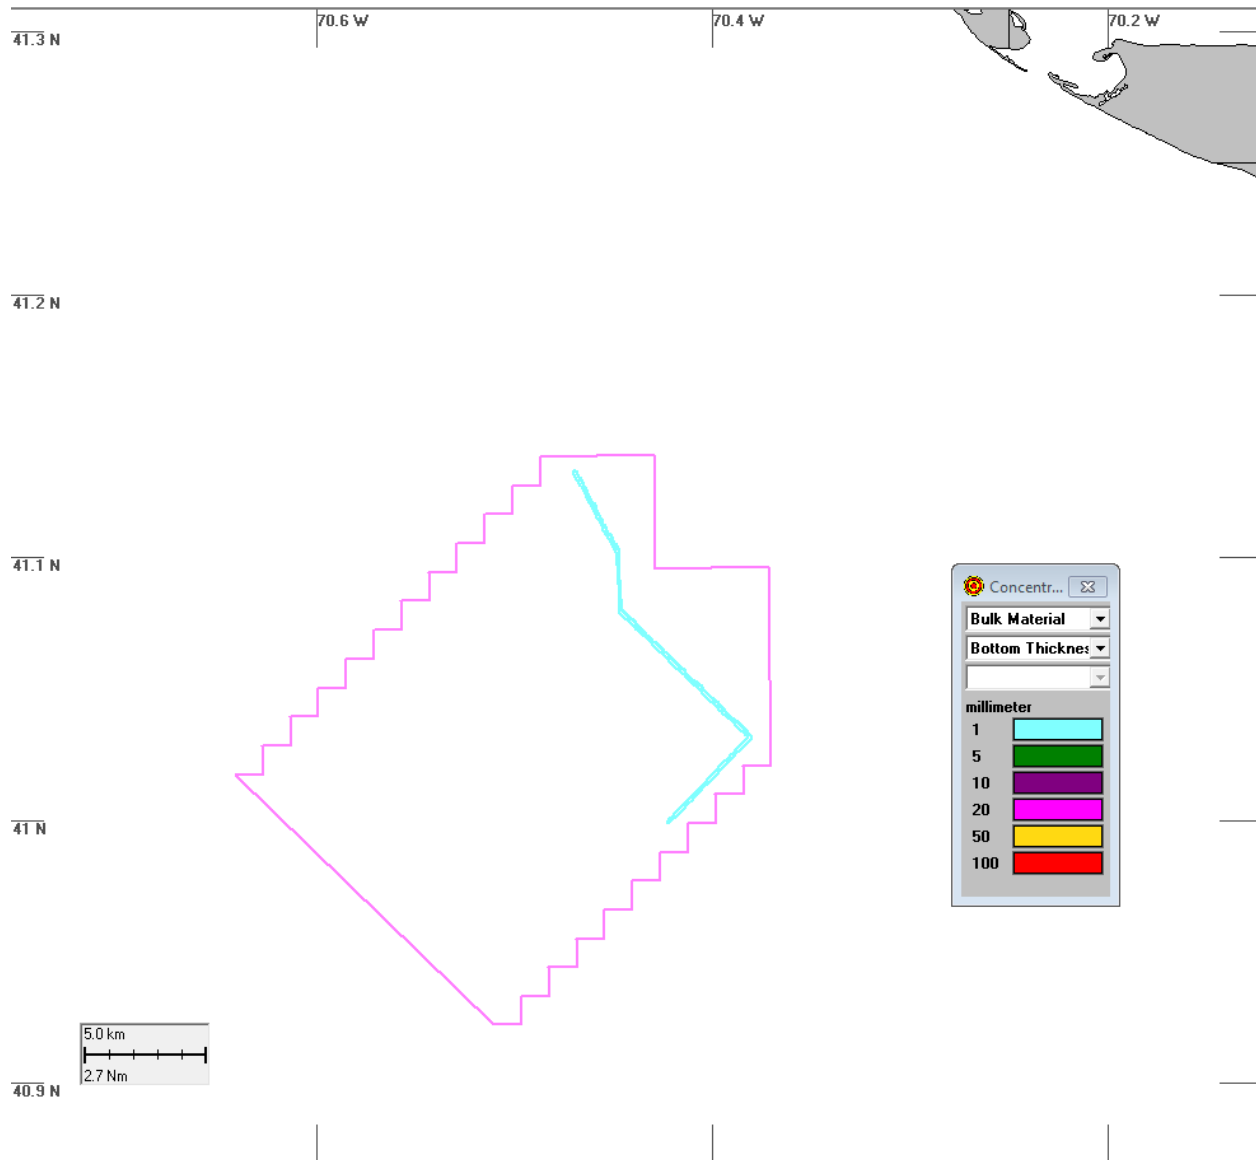 70.6 W
70.4 W
70.2 W
41.3 N
41.2 N
41.1 N
41 N
40.9 N
Concentr...
Bulk Material
Bottom Thicknes
millimeter
1
5
10
20
50
100
5.0 km
2.7 Nm